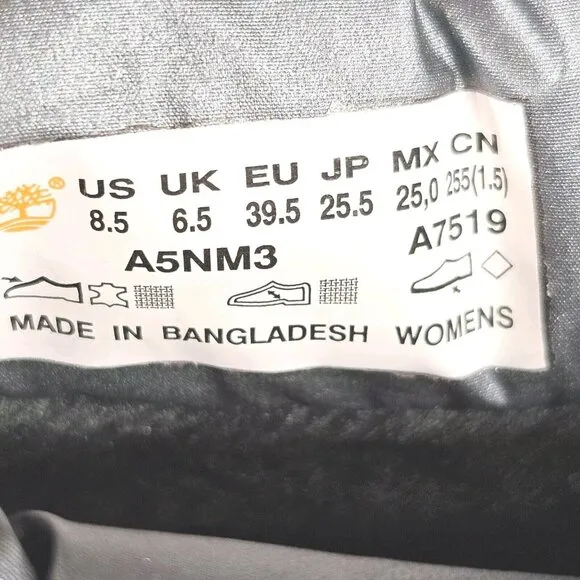 ® US UK EU JP MX CN
8.5 6.5 39.5 25.5 25,0 255(1.5)
A5NM3 A7519
MADE IN BANGLADESH WOMENS